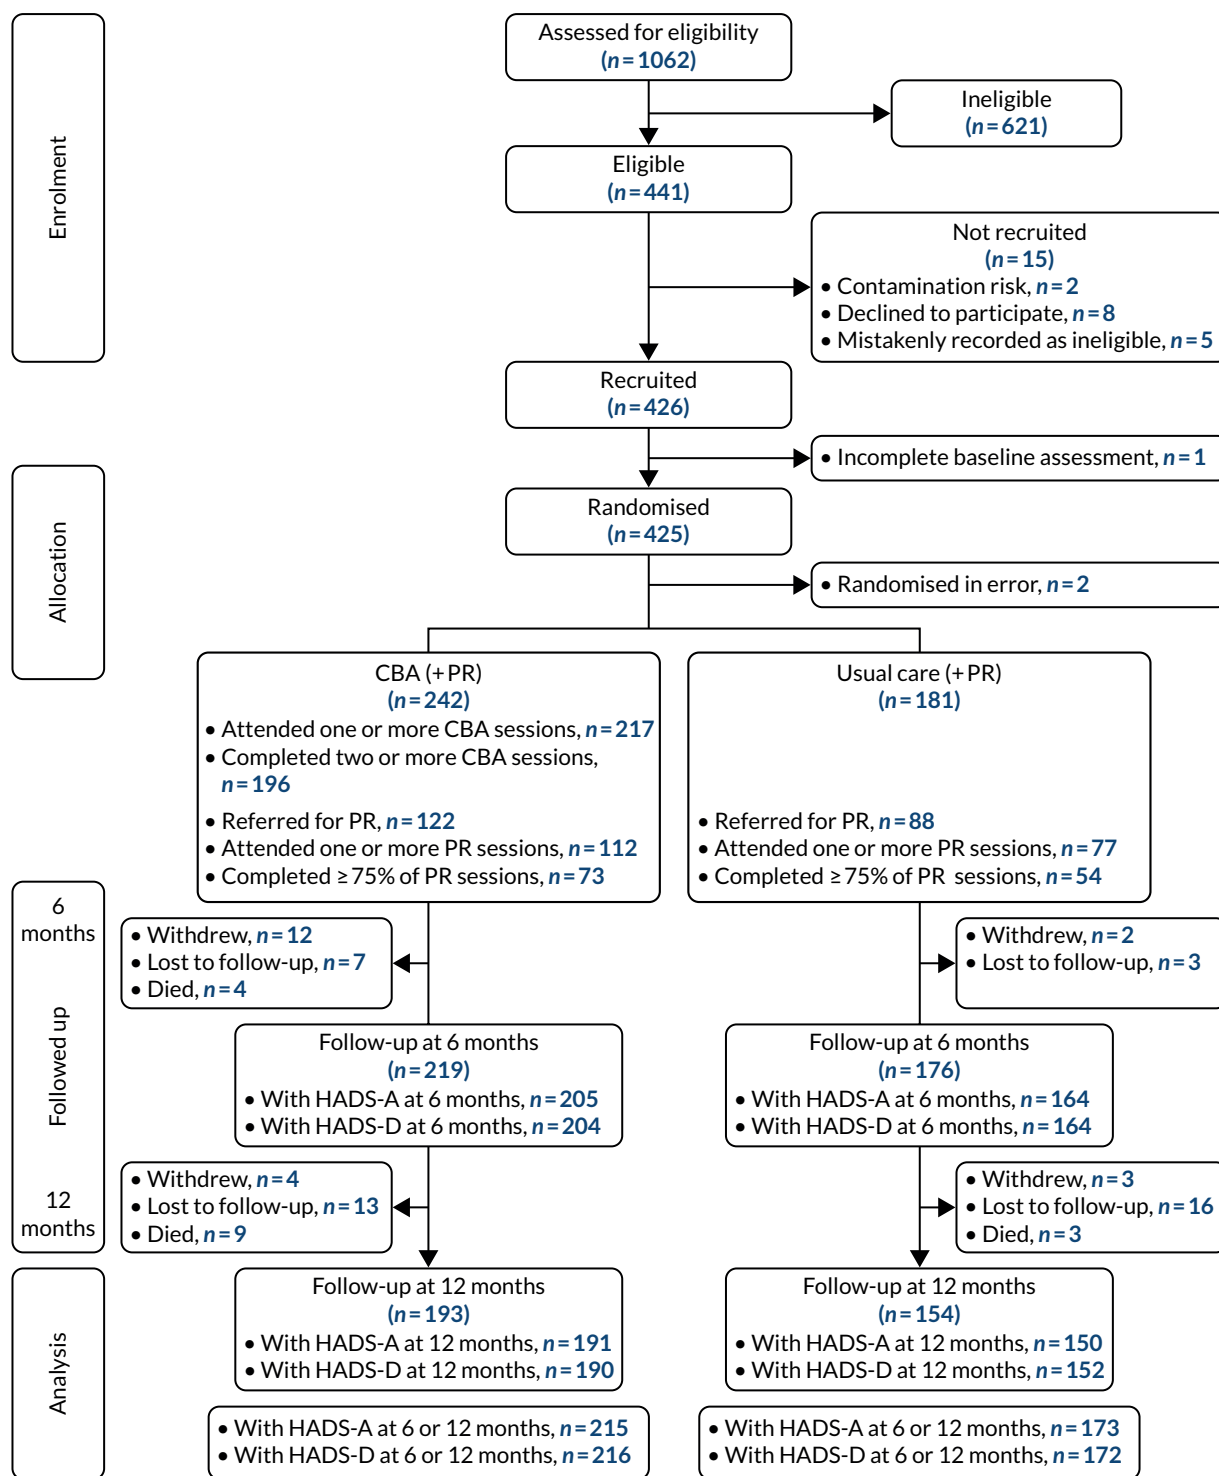 Enrolment
Assessed for eligibility
(n=1062)
Ineligible
(n=621)
Eligible
(n=441)
Not recruited
(n=15)
• Contamination risk, n=2
• Declined to participate, n=8
• Mistakenly recorded as ineligible, n=5
Recruited
(n=426)
• Incomplete baseline assessment, n=1
Allocation
Randomised
(n=425)
• Randomised in error, n=2
CBA (+PR)
(n=242)
• Attended one or more CBA sessions, n=217
• Completed two or more CBA sessions,
n=196
• Referred for PR, n=122
• Attended one or more PR sessions, n=112
• Completed ≥75% of PR sessions, n=73
Usual care (+PR)
(n=181)
• Referred for PR, n=88
• Attended one or more PR sessions, n=77
• Completed ≥75% of PR sessions, n=54
6
months
Followed up
12
months
• Withdrew, n=12
• Lost to follow-up, n=7
• Died, n=4
• Withdrew, n=2
• Lost to follow-up, n=3
Follow-up at 6 months
(n=219)
• With HADS-A at 6 months, n=205
• With HADS-D at 6 months, n=204
Follow-up at 6 months
(n=176)
• With HADS-A at 6 months, n=164
• With HADS-D at 6 months, n=164
• Withdrew, n=4
• Lost to follow-up, n=13
• Died, n=9
• Withdrew, n=3
• Lost to follow-up, n=16
• Died, n=3
Analysis
Follow-up at 12 months
(n=193)
• With HADS-A at 12 months, n=191
• With HADS-D at 12 months, n=190
Follow-up at 12 months
(n=154)
• With HADS-A at 12 months, n=150
• With HADS-D at 12 months, n=152
• With HADS-A at 6 or 12 months, n=215
• With HADS-D at 6 or 12 months, n=216
• With HADS-A at 6 or 12 months, n=173
• With HADS-D at 6 or 12 months, n=172